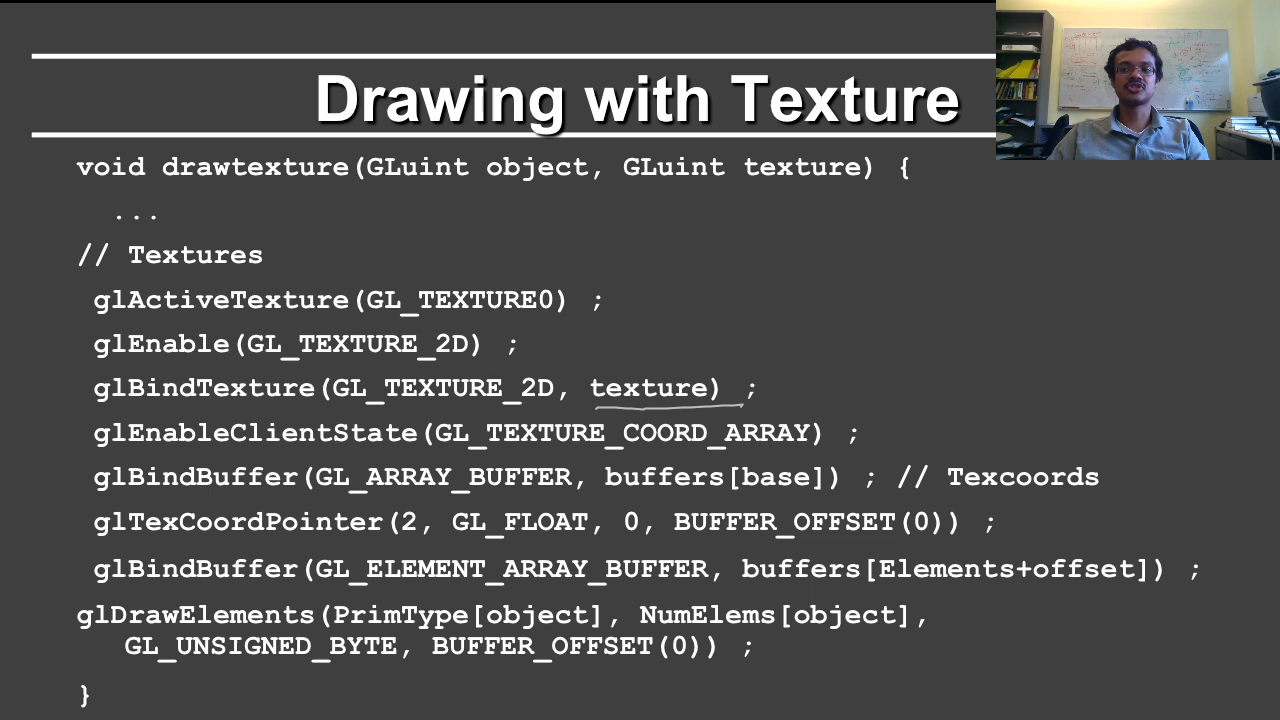 Drawing with Texture
void drawtexture(GLuint object, GLuint texture) {
...
// Textures
glActiveTexture(GL_TEXTURE0) ;
glEnable(GL_TEXTURE_2D) ;
glBindTexture(GL_TEXTURE_2D, texture) ;
glEnableClientState(GL_TEXTURE_COORD_ARRAY) ;
glBindBuffer(GL_ARRAY_BUFFER, buffers[base]) ; // Texcoords
glTexCoordPointer(2, GL_FLOAT, 0, BUFFER_OFFSET(0)) ;
glBindBuffer(GL_ELEMENT_ARRAY_BUFFER, buffers[Elements+offset]) ;
glDrawElements(PrimType[object], NumElems[object],
GL_UNSIGNED_BYTE, BUFFER_OFFSET(0)) ;
}